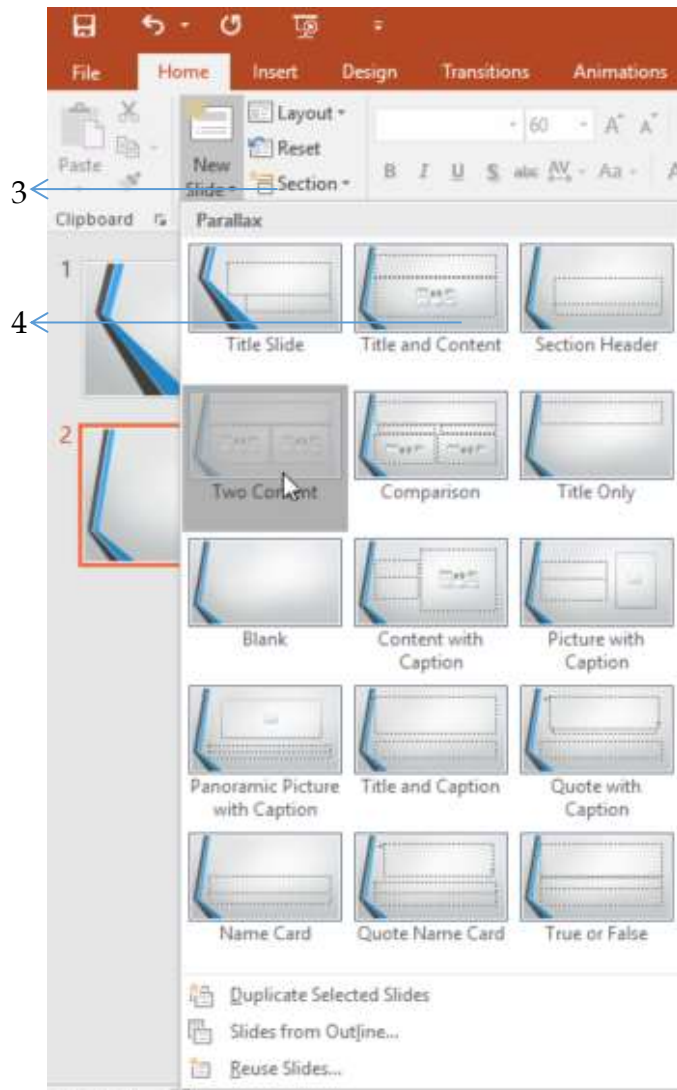 File Home Insert Design Transitions Animations
Layout
Reset
Section
Paste
New
Slide
60 A A
B I U S abc AV Aa A
3
Clipboard
Parallax
1
4
Title Slide Title and Content Section Header
2
Two Content Comparison Title Only
Blank Content with Caption Picture with Caption
Panoramic Picture with Caption Title and Caption Quote with Caption
Name Card Quote Name Card True or False
Duplicate Selected Slides
Slides from Outline...
Reuse Slides...